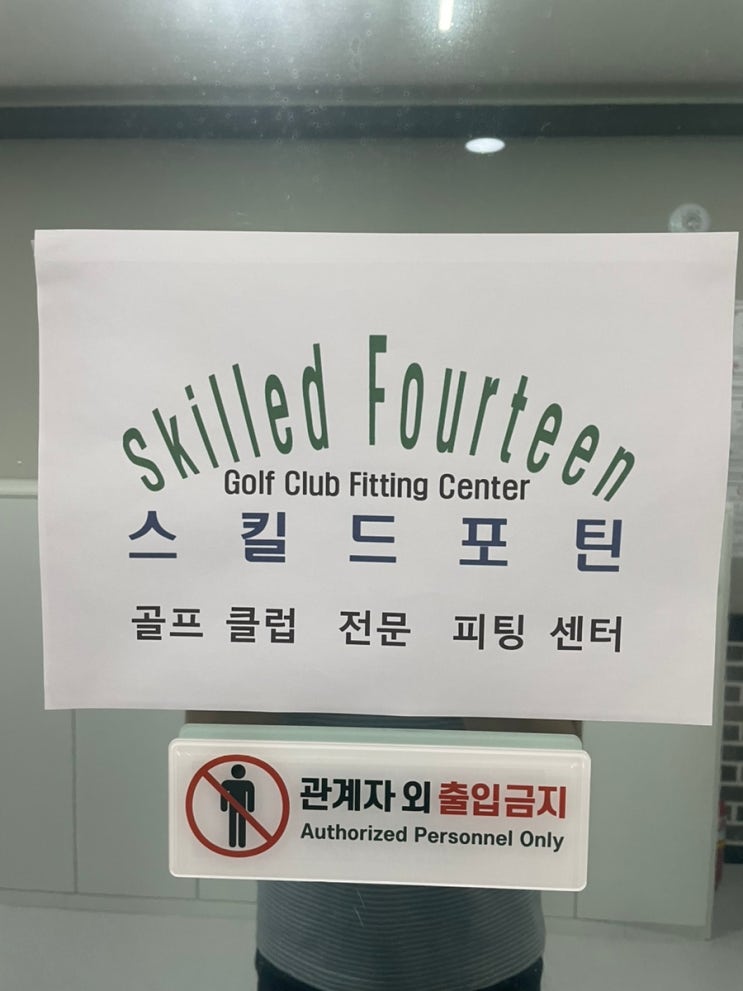 Skilled Fourteen
Golf Club Fitting Center
스킬드포틴
골프 클럽 전문 피팅 센터
관계자 외 출입금지
Authorized Personnel Only